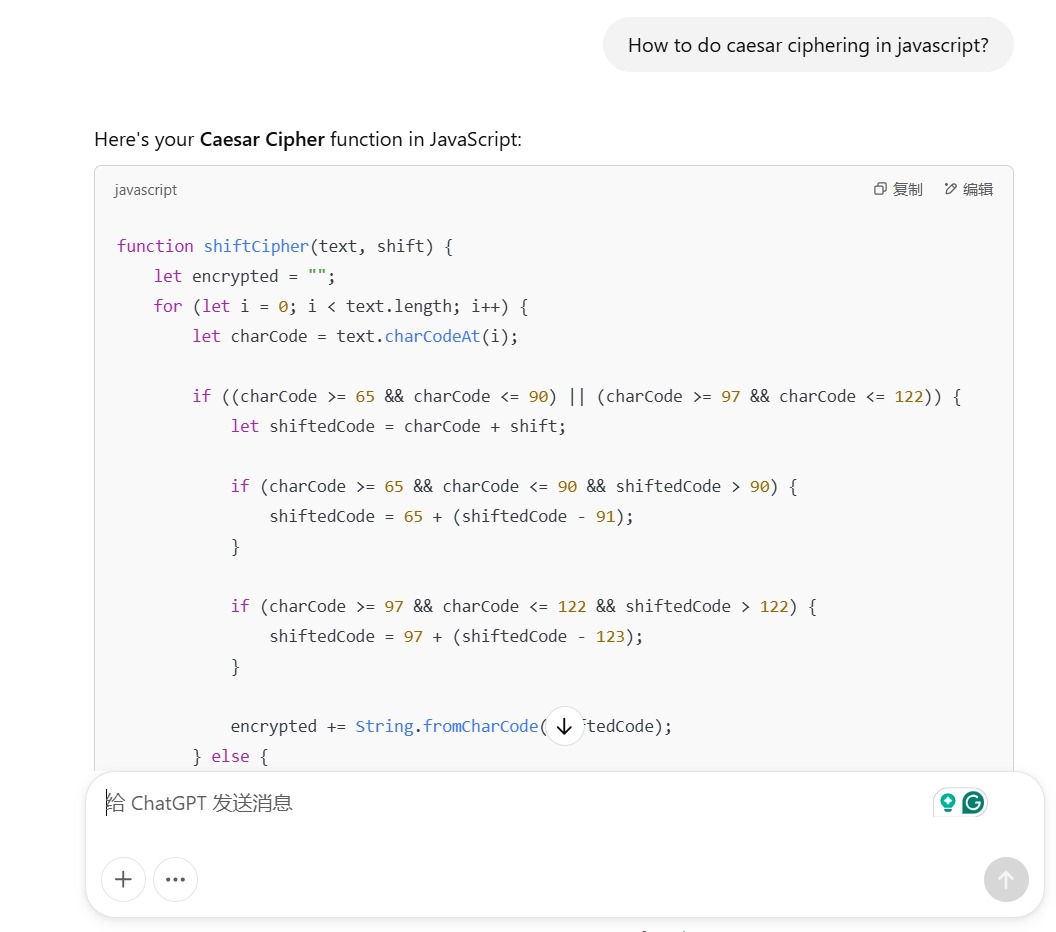 How to do caesar ciphering in javascript?
Here's your Caesar Cipher function in JavaScript:
javascript
复制
编辑
function shiftCipher(text, shift) {
    let encrypted = "";
    for (let i = 0; i < text.length; i++) {
        let charCode = text.charCodeAt(i);
        if ((charCode >= 65 && charCode <= 90) || (charCode >= 97 && charCode <= 122)) {
            let shiftedCode = charCode + shift;
            if (charCode >= 65 && charCode <= 90 && shiftedCode > 90) {
                shiftedCode = 65 + (shiftedCode - 91);
            }
            if (charCode >= 97 && charCode <= 122 && shiftedCode > 122) {
                shiftedCode = 97 + (shiftedCode - 123);
            }
            encrypted += String.fromCharCode( ftedCode);
        } else {
给 ChatGPT 发送消息